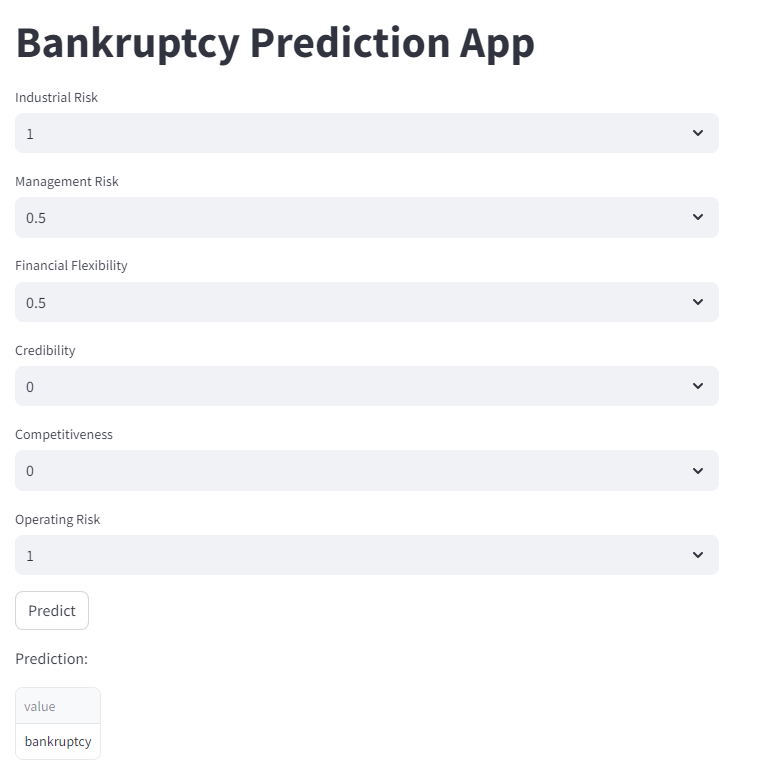 Bankruptcy Prediction App
Industrial Risk
1
Management Risk
0.5
Financial Flexibility
0.5
Credibility
0
Competitiveness
0
Operating Risk
1
Predict
Prediction:
value
bankruptcy